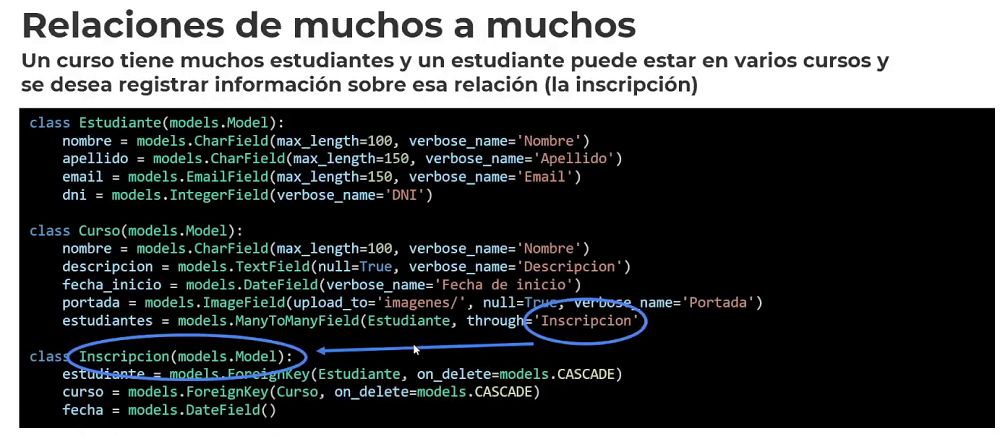 Relaciones de muchos a muchos
Un curso tiene muchos estudiantes y un estudiante puede estar en varios cursos y
se desea registrar información sobre esa relación (la inscripción)
class Estudiante(models.Model):
    nombre = models.CharField(max_length=100, verbose_name='Nombre')
    apellido = models.CharField(max_length=150, verbose_name='Apellido')
    email = models.EmailField(max_length=150, verbose_name='Email')
    dni = models.IntegerField(verbose_name='DNI')
class Curso(models.Model):
    nombre = models.CharField(max_length=100, verbose_name='Nombre')
    descripcion = models.TextField(null=True, verbose_name='Descripcion')
    fecha_inicio = models.DateField(verbose_name='Fecha de inicio')
    portada = models.ImageField(upload_to='imagenes/', null=True, verbose_name='Portada')
    estudiantes = models.ManyToManyField(Estudiante, through='Inscripcion'
class Inscripcion(models.Model):
    estudiante = models.ForeignKey(Estudiante, on_delete=models.CASCADE)
    curso = models.ForeignKey(Curso, on_delete=models.CASCADE)
    fecha = models.DateField()